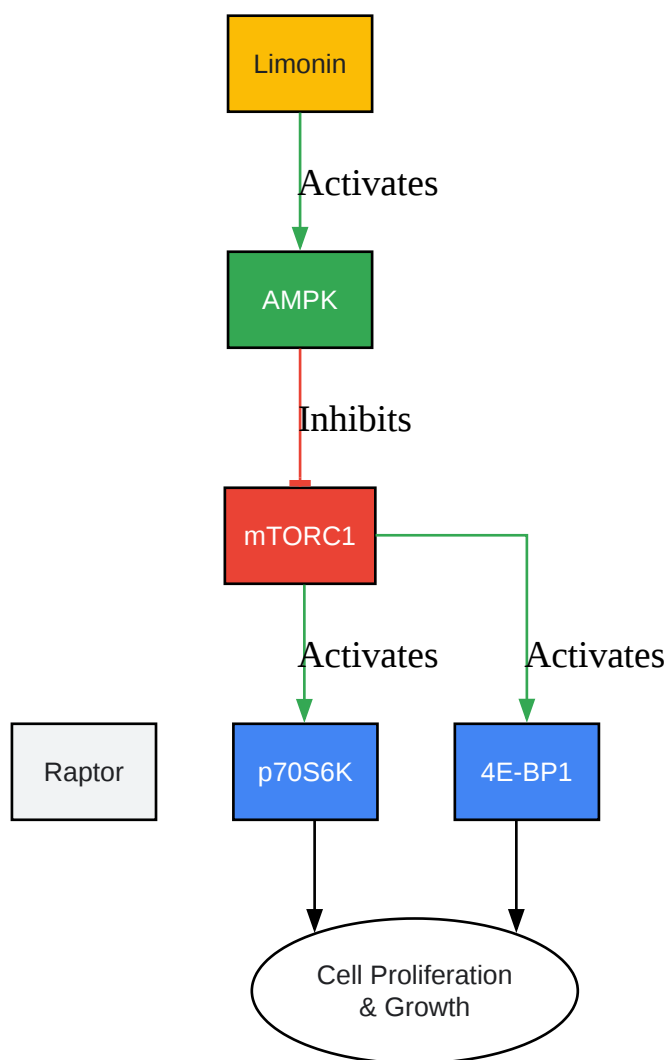 Limonin
Activates
AMPK
Inhibits
mTORC1
Activates
Activates
Raptor
p70S6K
4E-BP1
Cell Proliferation
& Growth